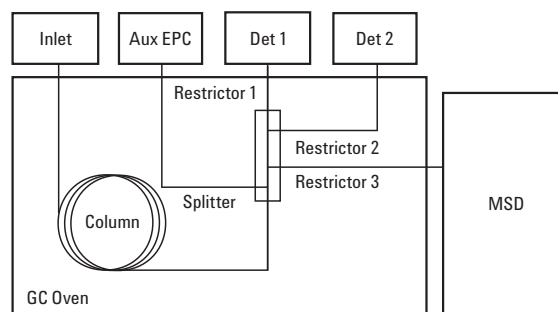 Inlet
Aux EPC
Det 1
Det 2
Restrictor 1
Restrictor 2
Restrictor 3
Splitter
Column
MSD
GC Oven